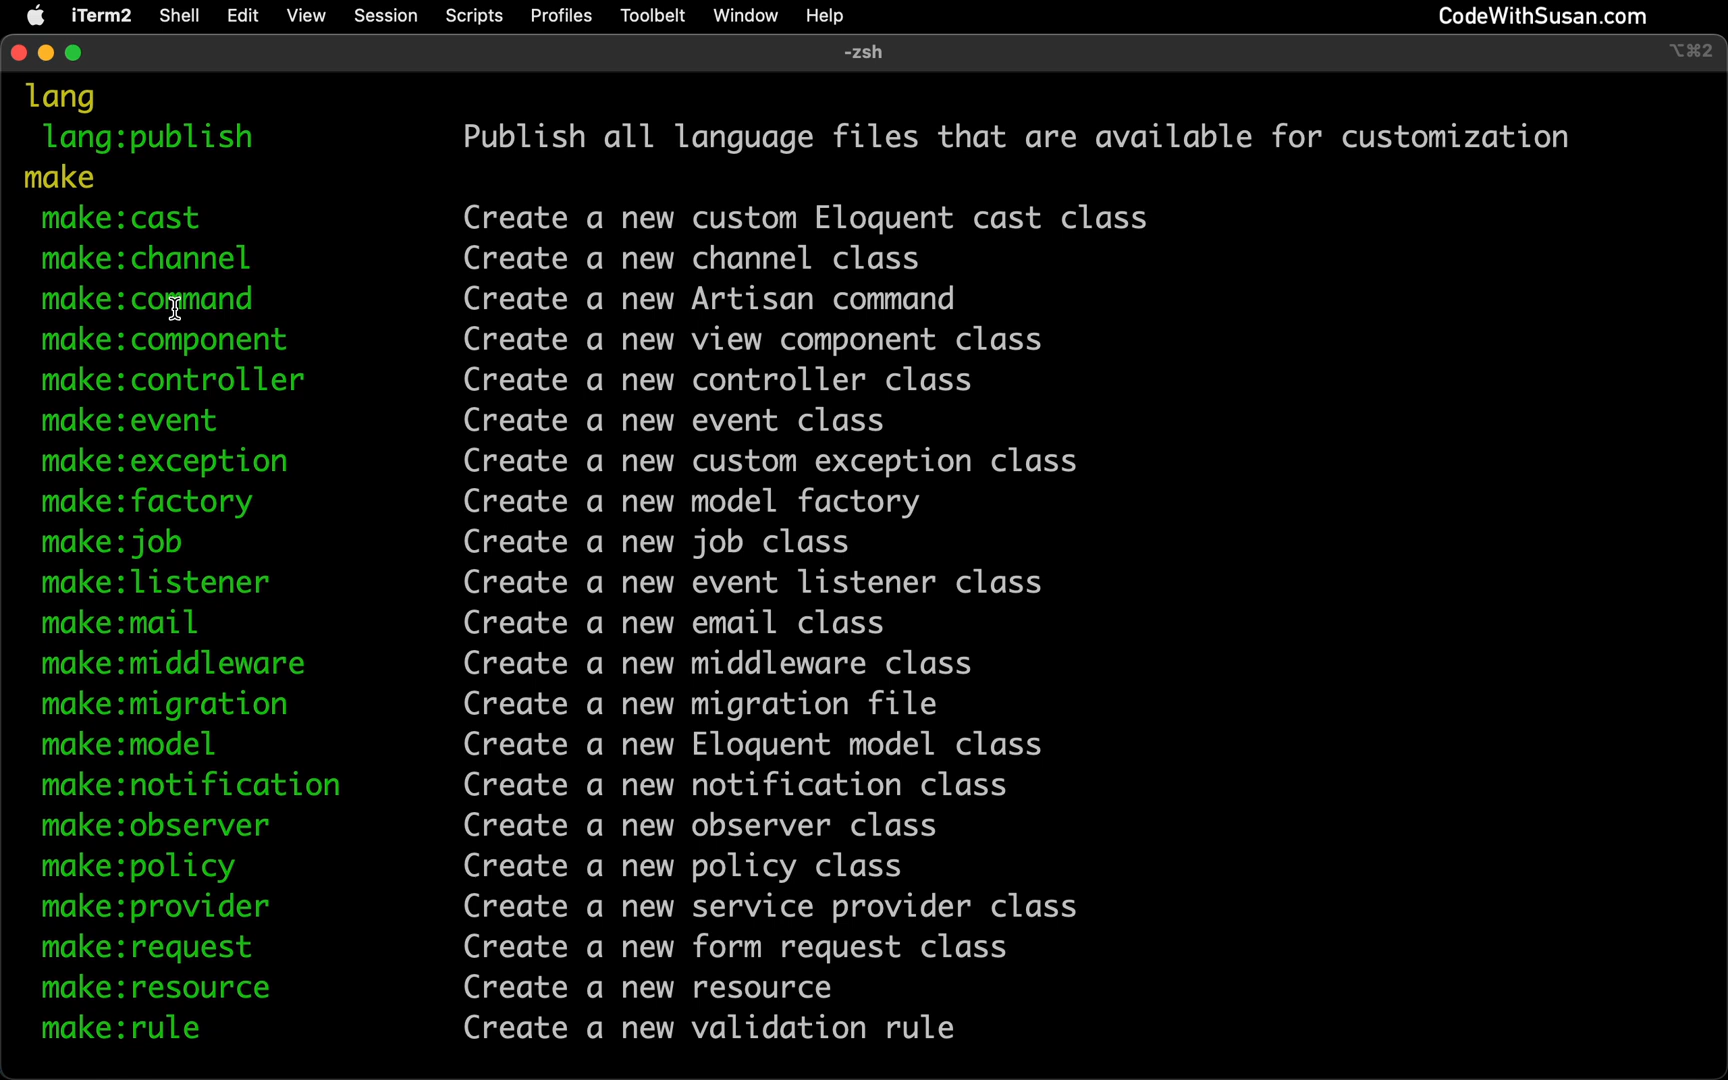 iTerm2 Shell Edit View Session Scripts Profiles Toolbelt Window Help CodeWithSusan.com
-zsh ⌥⌘2
lang
lang:publish Publish all language files that are available for customization
make
make:cast Create a new custom Eloquent cast class
make:channel Create a new channel class
make:command Create a new Artisan command
make:component Create a new view component class
make:controller Create a new controller class
make:event Create a new event class
make:exception Create a new custom exception class
make:factory Create a new model factory
make:job Create a new job class
make:listener Create a new event listener class
make:mail Create a new email class
make:middleware Create a new middleware class
make:migration Create a new migration file
make:model Create a new Eloquent model class
make:notification Create a new notification class
make:observer Create a new observer class
make:policy Create a new policy class
make:provider Create a new service provider class
make:request Create a new form request class
make:resource Create a new resource
make:rule Create a new validation rule